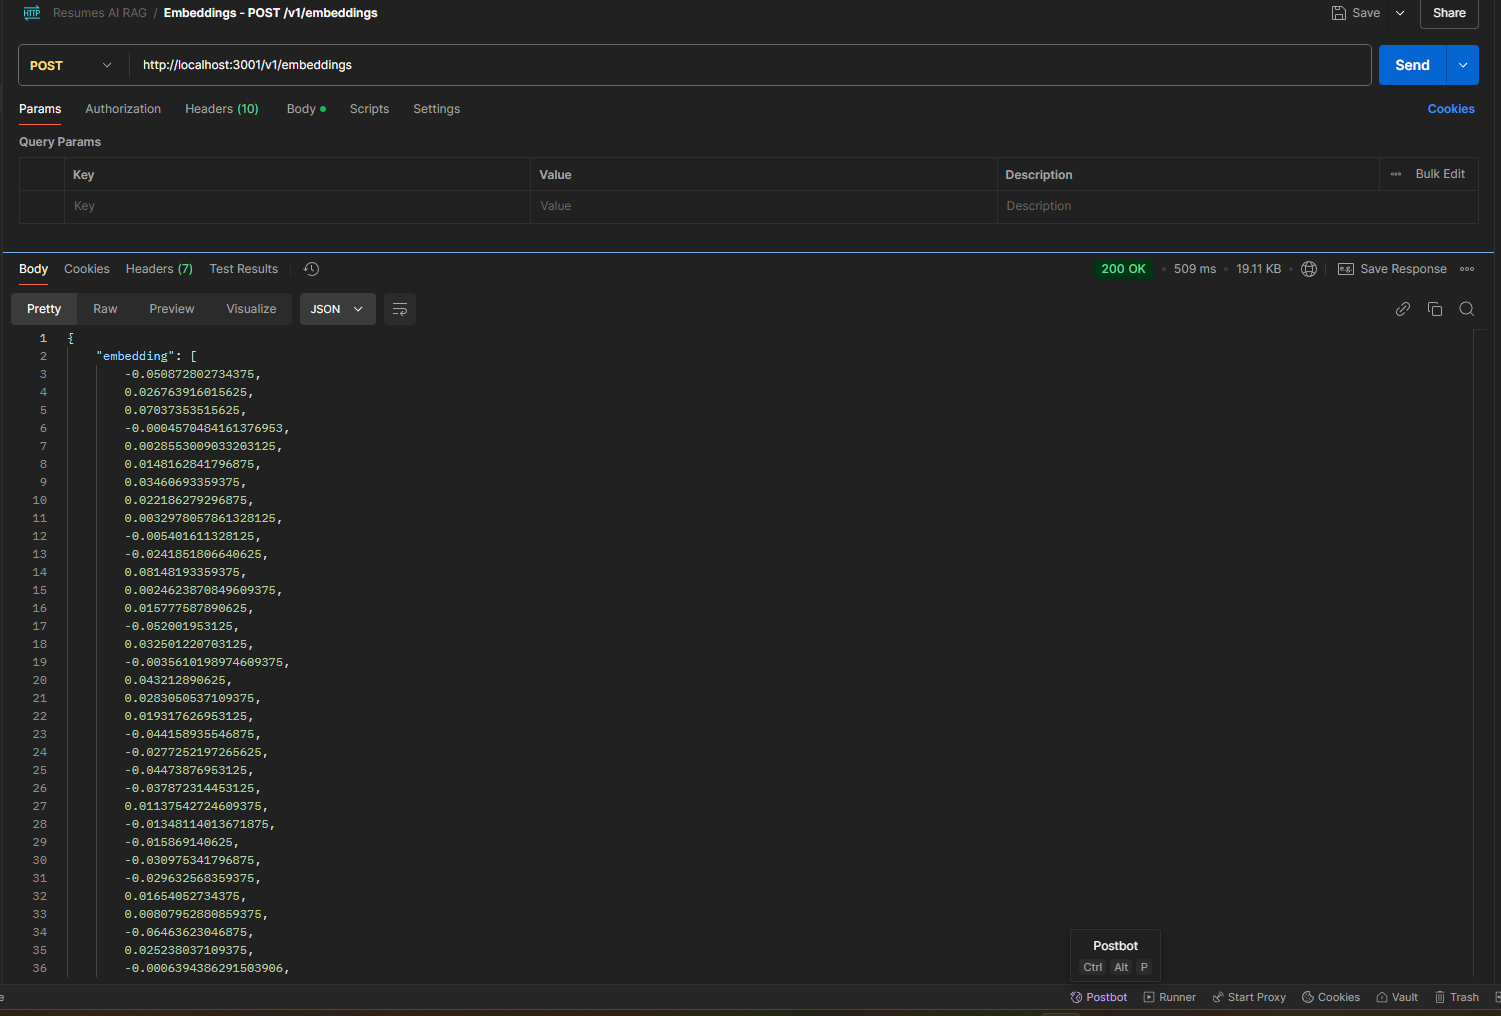 HTTP Resumes AI RAG / Embeddings - POST /v1/embeddings Save Share
POST http://localhost:3001/v1/embeddings Send
Params Authorization Headers (10) Body Scripts Settings Cookies
Query Params
Key Value Description Bulk Edit
Key Value Description
Body Cookies Headers (7) Test Results 200 OK 509 ms 19.11 KB e.g. Save Response
Pretty Raw Preview Visualize JSON
1 {
2 "embedding": [
3 -0.050872802734375,
4 0.026763916015625,
5 0.07037353515625,
6 -0.0004570484161376953,
7 0.0028553009033203125,
8 0.0148162841796875,
9 0.03460693359375,
10 0.022186279296875,
11 0.0032978057861328125,
12 -0.005401611328125,
13 -0.0241851806640625,
14 0.08148193359375,
15 0.0024623870849609375,
16 0.015777587890625,
17 -0.052001953125,
18 0.032501220703125,
19 -0.0035610198974609375,
20 0.043212890625,
21 0.0283050537109375,
22 0.019317626953125,
23 -0.044158935546875,
24 -0.0277252197265625,
25 -0.04473876953125,
26 -0.037872314453125,
27 0.01137542724609375,
28 -0.01348114013671875,
29 -0.015869140625,
30 -0.030975341796875,
31 -0.029632568359375,
32 0.01654052734375,
33 0.00807952880859375,
34 -0.06463623046875,
35 0.025238037109375,
36 -0.0006394386291503906,
Postbot
Ctrl Alt P
Postbot Runner Start Proxy Cookies Vault Trash